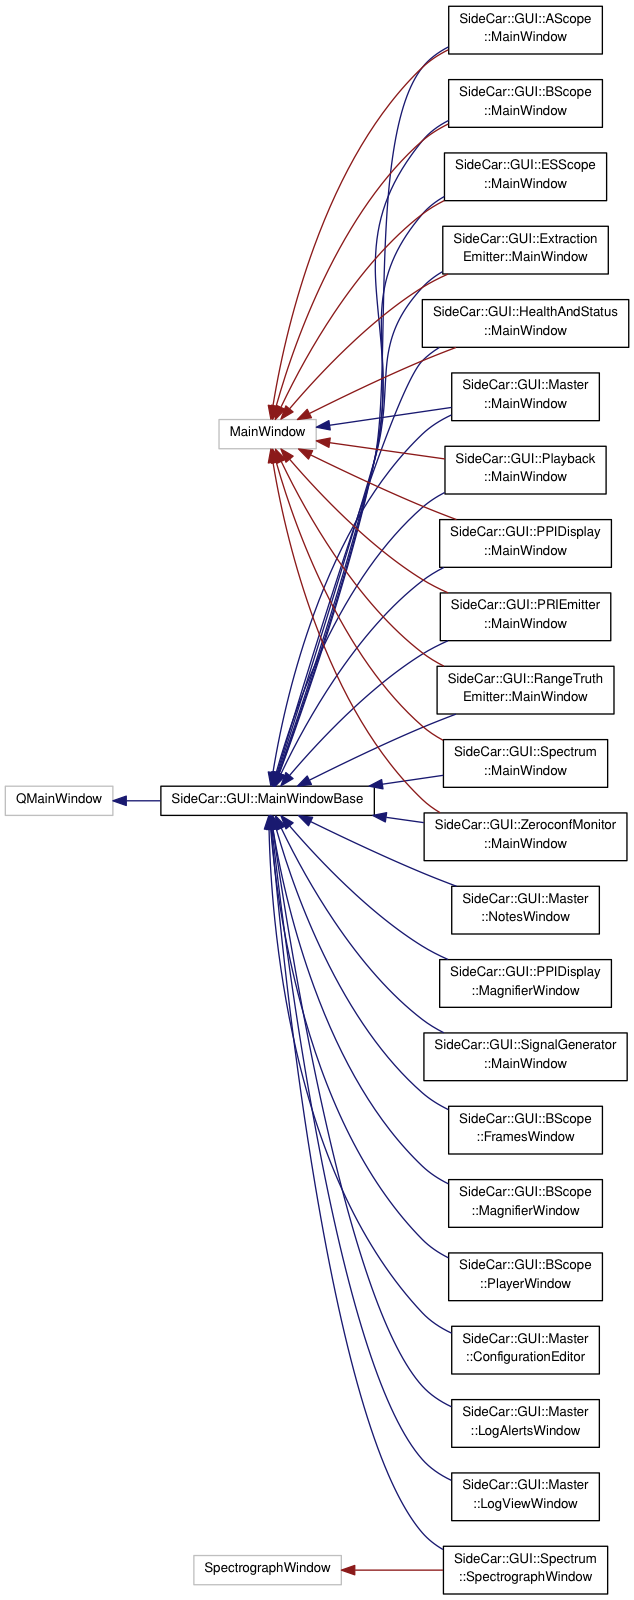 SideCar::GUI::AScope
::MainWindow
SideCar::GUI::BScope
::MainWindow
SideCar::GUI::ESScope
::MainWindow
SideCar::GUI::Extraction
Emitter::MainWindow
SideCar::GUI::HealthAndStatus
::MainWindow
SideCar::GUI::Master
::MainWindow
MainWindow
SideCar::GUI::Playback
::MainWindow
SideCar::GUI::PPIDisplay
::MainWindow
SideCar::GUI::PRIEmitter
::MainWindow
SideCar::GUI::RangeTruth
Emitter::MainWindow
SideCar::GUI::Spectrum
::MainWindow
QMainWindow
SideCar::GUI::MainWindowBase
SideCar::GUI::ZeroconfMonitor
::MainWindow
SideCar::GUI::Master
::NotesWindow
SideCar::GUI::PPIDisplay
::MagnifierWindow
SideCar::GUI::SignalGenerator
::MainWindow
SideCar::GUI::BScope
::FramesWindow
SideCar::GUI::BScope
::MagnifierWindow
SideCar::GUI::BScope
::PlayerWindow
SideCar::GUI::Master
::ConfigurationEditor
SideCar::GUI::Master
::LogAlertsWindow
SideCar::GUI::Master
::LogViewWindow
SpectrographWindow
SideCar::GUI::Spectrum
::SpectrographWindow